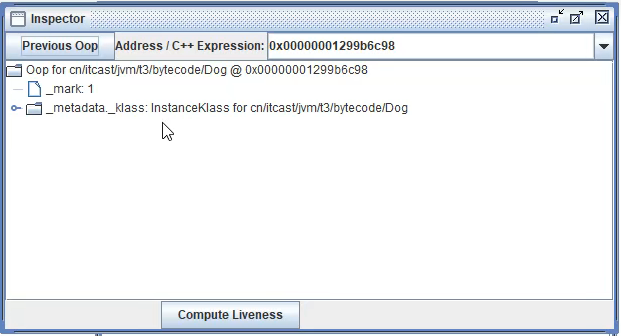 Inspector
Previous Oop Address / C++ Expression: 0x00000001299b6c98
Oop for cn/itcast/jvm/t3/bytecode/Dog @ 0x00000001299b6c98
_mark: 1
_metadata._klass: InstanceKlass for cn/itcast/jvm/t3/bytecode/Dog
Compute Liveness